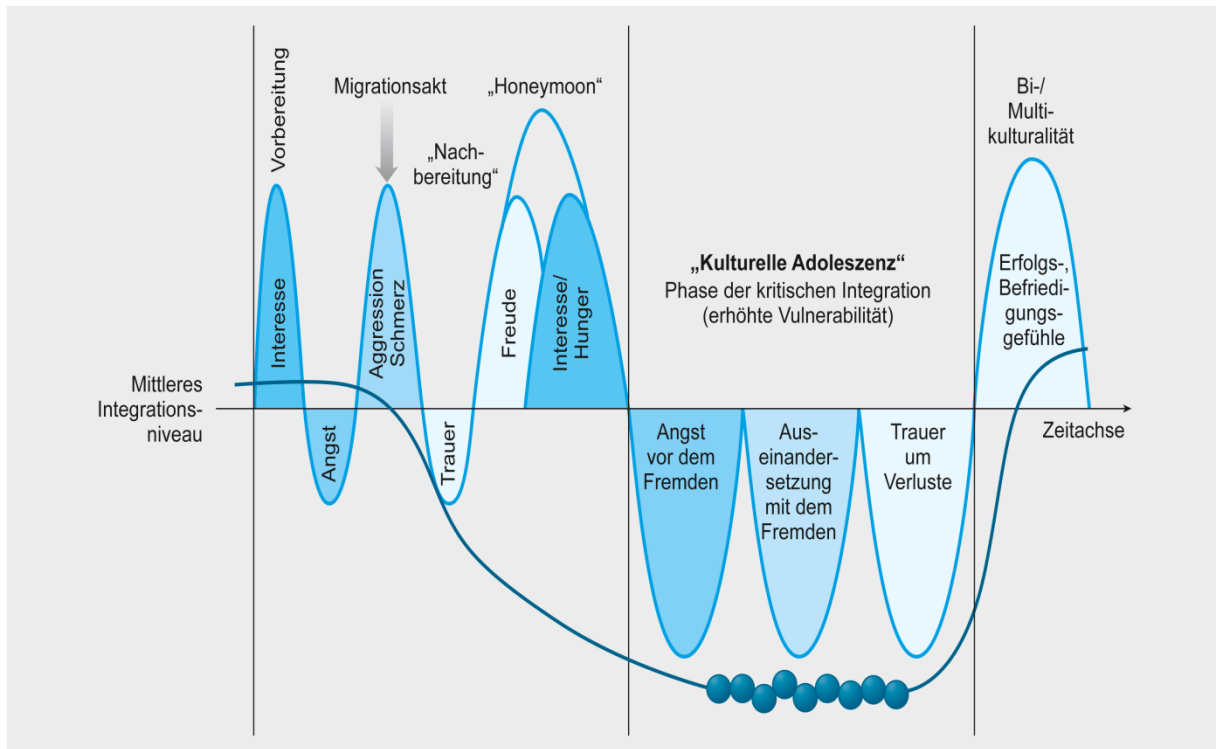 Vorbereitung
Migrationsakt
„Honeymoon“
„Nach-
bereitung“
Bi-/
Multi-
kulturalität
Interesse
Angst
Aggression
Schmerz
Trauer
Freude
Interesse/
Hunger
„Kulturelle Adoleszenz“
Phase der kritischen Integration
(erhöhte Vulnerabilität)
Erfolgs-,
Befriedi-
gungs-
gefühle
Mittleres
Integrations-
niveau
Zeitachse
Angst
vor dem
Fremden
Aus-
einander-
setzung
mit dem
Fremden
Trauer
um
Verluste